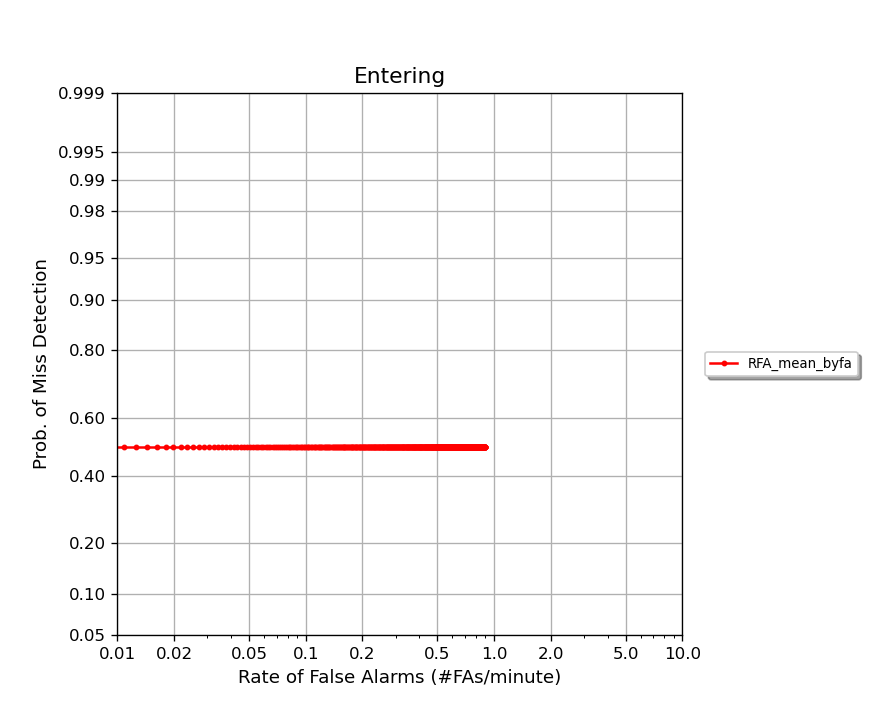 Entering
0.999
0.995
0.99
0.98
0.95
0.90
0.80
0.60
0.40
0.20
0.10
0.05
Prob. of Miss Detection
0.01 0.02 0.05 0.1 0.2 0.5 1.0 2.0 5.0 10.0
Rate of False Alarms (#FAs/minute)
RFA_mean_byfa